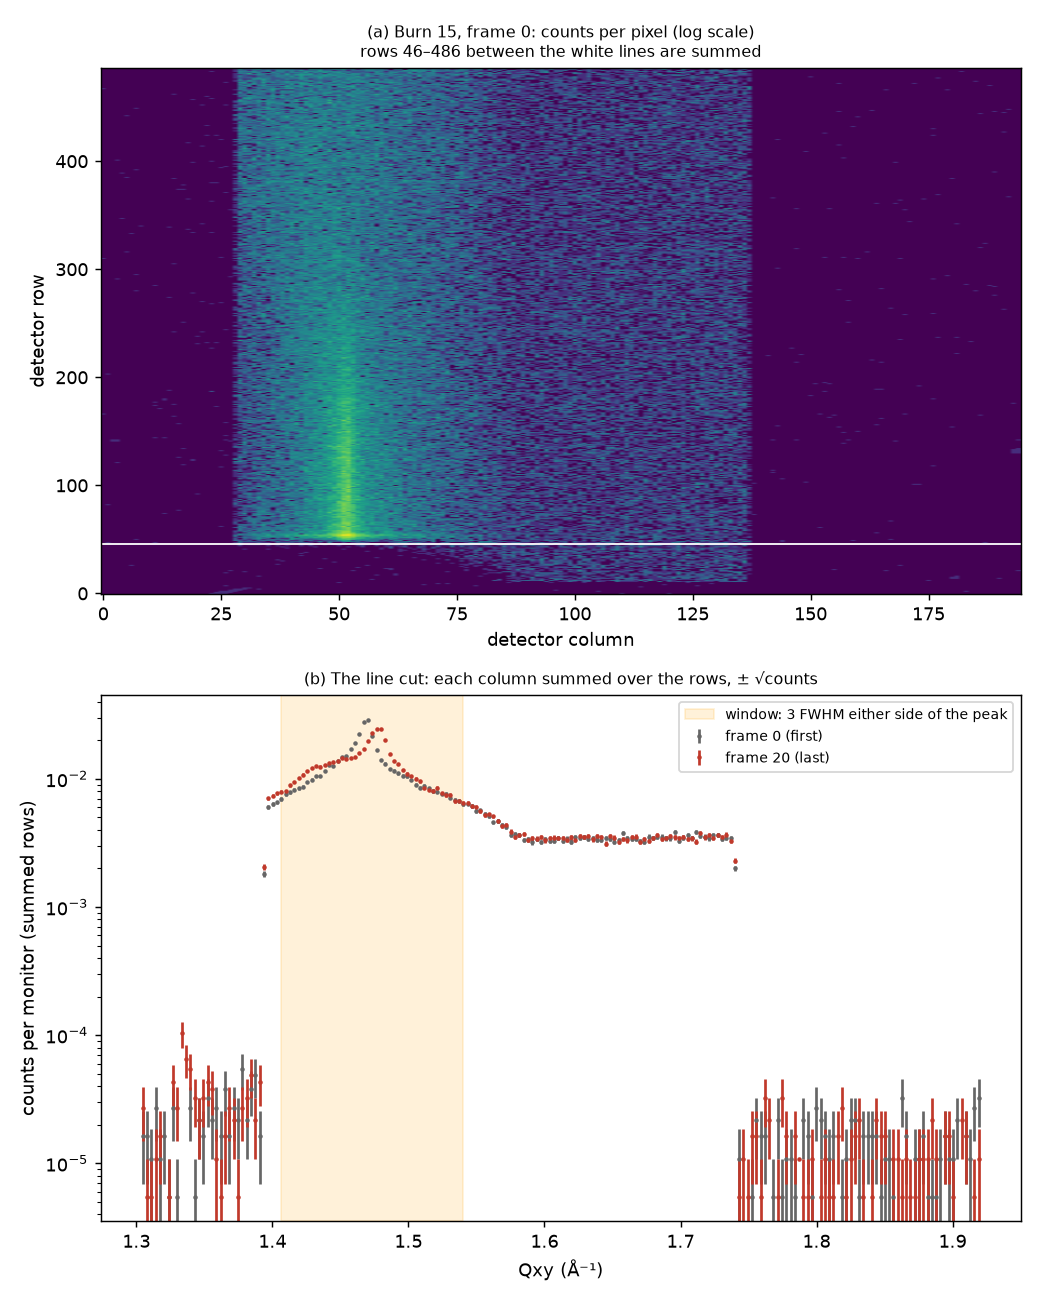 (a) Burn 15, frame 0: counts per pixel (log scale)
rows 46–486 between the white lines are summed
detector row
400
300
200
100
0
0 25 50 75 100 125 150 175
detector column
(b) The line cut: each column summed over the rows, ± √counts
window: 3 FWHM either side of the peak
frame 0 (first)
frame 20 (last)
counts per monitor (summed rows)
10⁻²
10⁻³
10⁻⁴
10⁻⁵
1.3 1.4 1.5 1.6 1.7 1.8 1.9
Qxy (Å⁻¹)